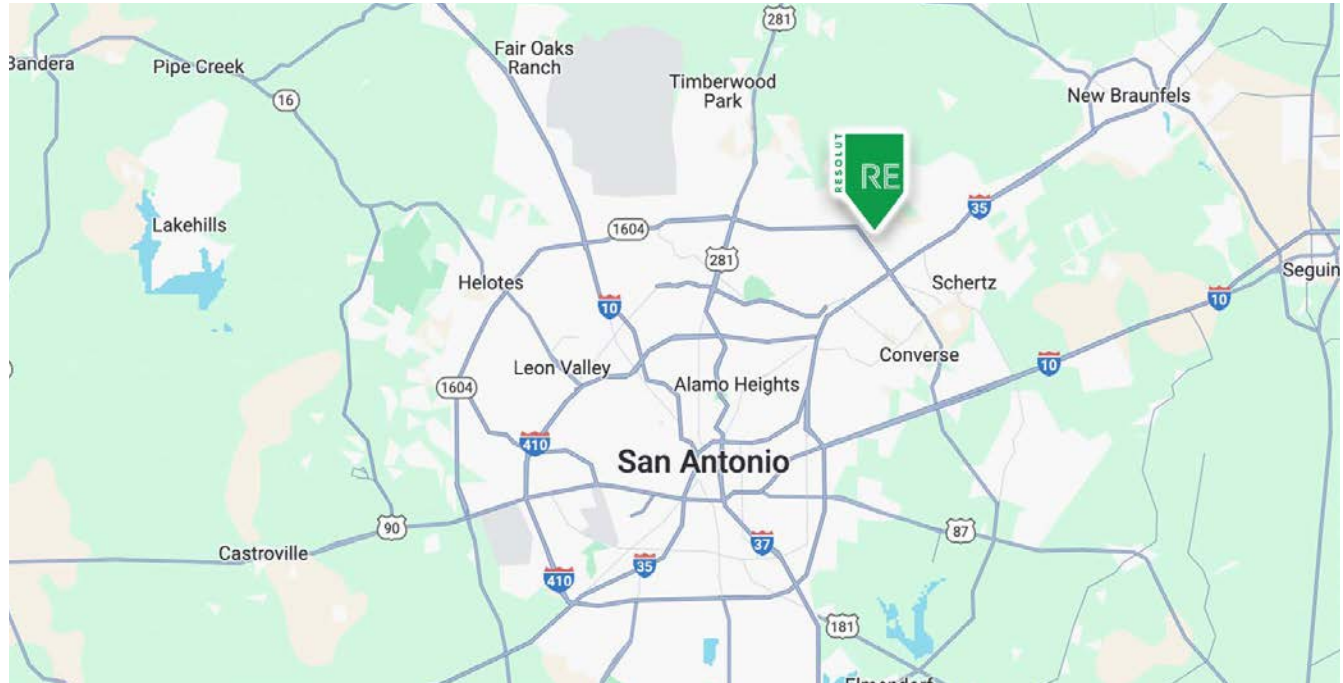 281
Fair Oaks
Ranch
Bandera
Pipe Creek
Timberwood
Park
16
New Braunfels
RESOLUT
RE
35
Lakehills
1604
281
Helotes
10
Schertz
Seguin
10
Leon Valley
Converse
10
1604
Alamo Heights
410
San Antonio
90
87
Castroville
37
35
410
181
Elmendorf